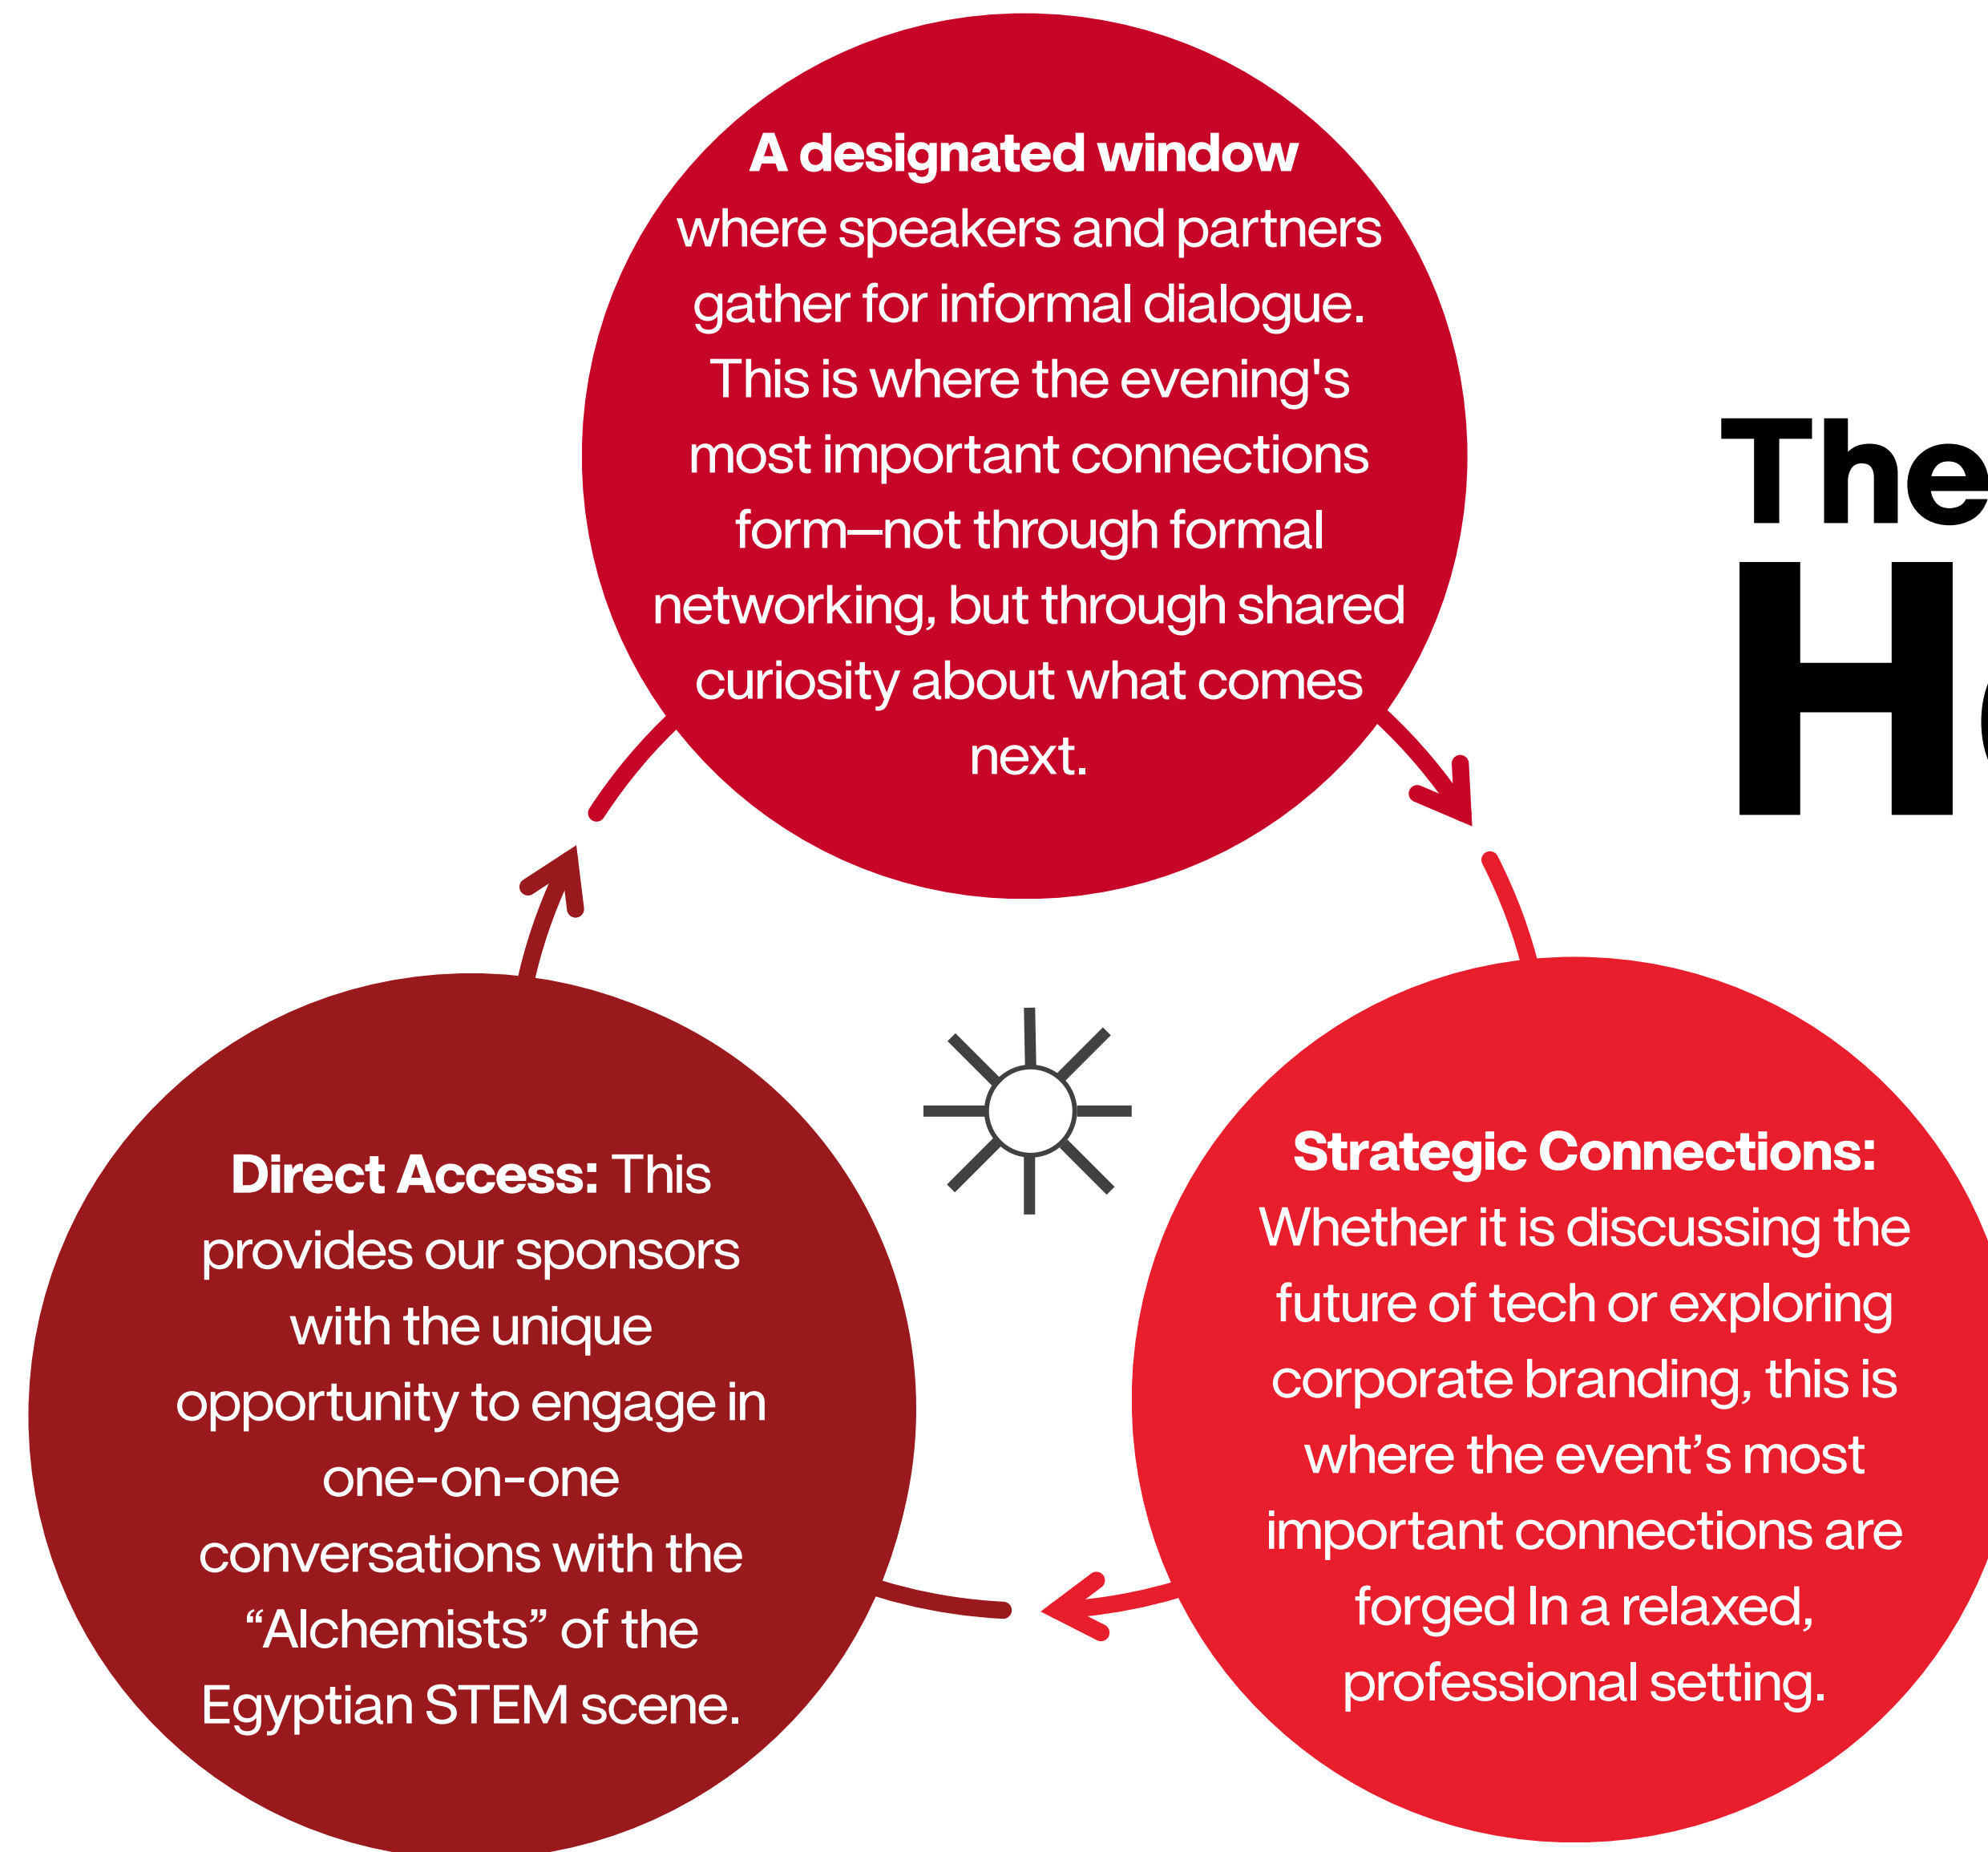 A designated window
where speakers and partners
gather for informal dialogue.
This is where the evening's
most important connections
form—not through formal
networking, but through shared
curiosity about what comes
next.
The
H
Direct Access: This
provides our sponsors
with the unique
opportunity to engage in
one-on-one
conversations with the
“Alchemists” of the
Egyptian STEM scene.
Strategic Connections:
Whether it is discussing the
future of tech or exploring
corporate branding, this is
where the event’s most
important connections are
forged In a relaxed,
professional setting.